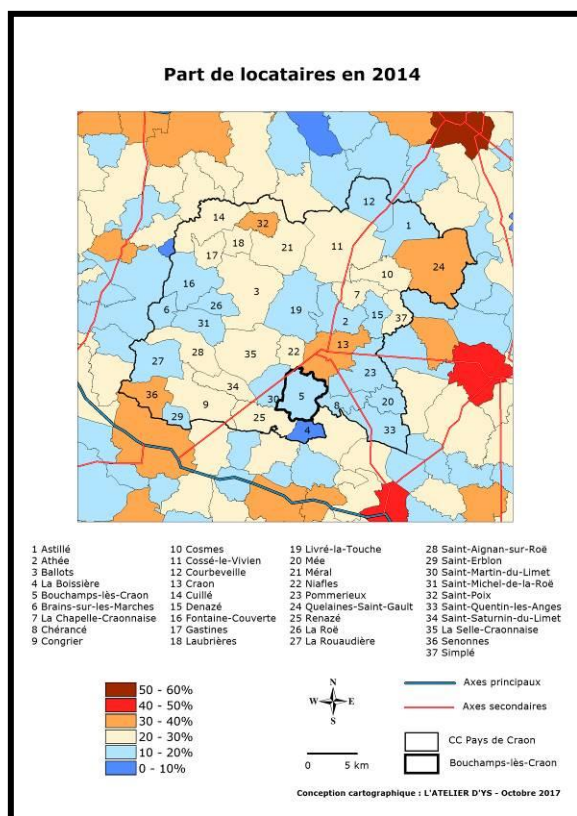 Part de locataires en 2014
12
1
14
32
18
21
11
17
24
10
16
3
7
6
26
19
15
37
31
2
13
28
35
22
27
23
34
36
30
5
20
9
8
29
25
33
4
1 Astillé
2 Athée
3 Ballots
4 La Boissière
5 Bouchamps-lès-Craon
6 Brains-sur-les-Marches
7 La Chapelle-Craonnaise
8 Chérancé
9 Congrier
10 Cosmes
11 Cossé-le-Vivien
12 Courbeveille
13 Craon
14 Cuillé
15 Denazé
16 Fontaine-Couverte
17 Gastines
18 Laubrières
19 Livré-la-Touche
20 Mée
21 Méral
22 Niafles
23 Pommerieux
24 Quelaines-Saint-Gault
25 Renazé
26 La Roë
27 La Rouaudière
28 Saint-Aignan-sur-Roë
29 Saint-Erblon
30 Saint-Martin-du-Limet
31 Saint-Michel-de-la-Roë
32 Saint-Poix
33 Saint-Quentin-les-Anges
34 Saint-Saturnin-du-Limet
35 La Selle-Craonnaise
36 Senonnes
37 Simplé
50 - 60%
40 - 50%
30 - 40%
20 - 30%
10 - 20%
0 - 10%
N
W E
S
0 5 km
Axes principaux
Axes secondaires
CC Pays de Craon
Bouchamps-lès-Craon
Conception cartographique : L'ATELIER D'YS - Octobre 2017